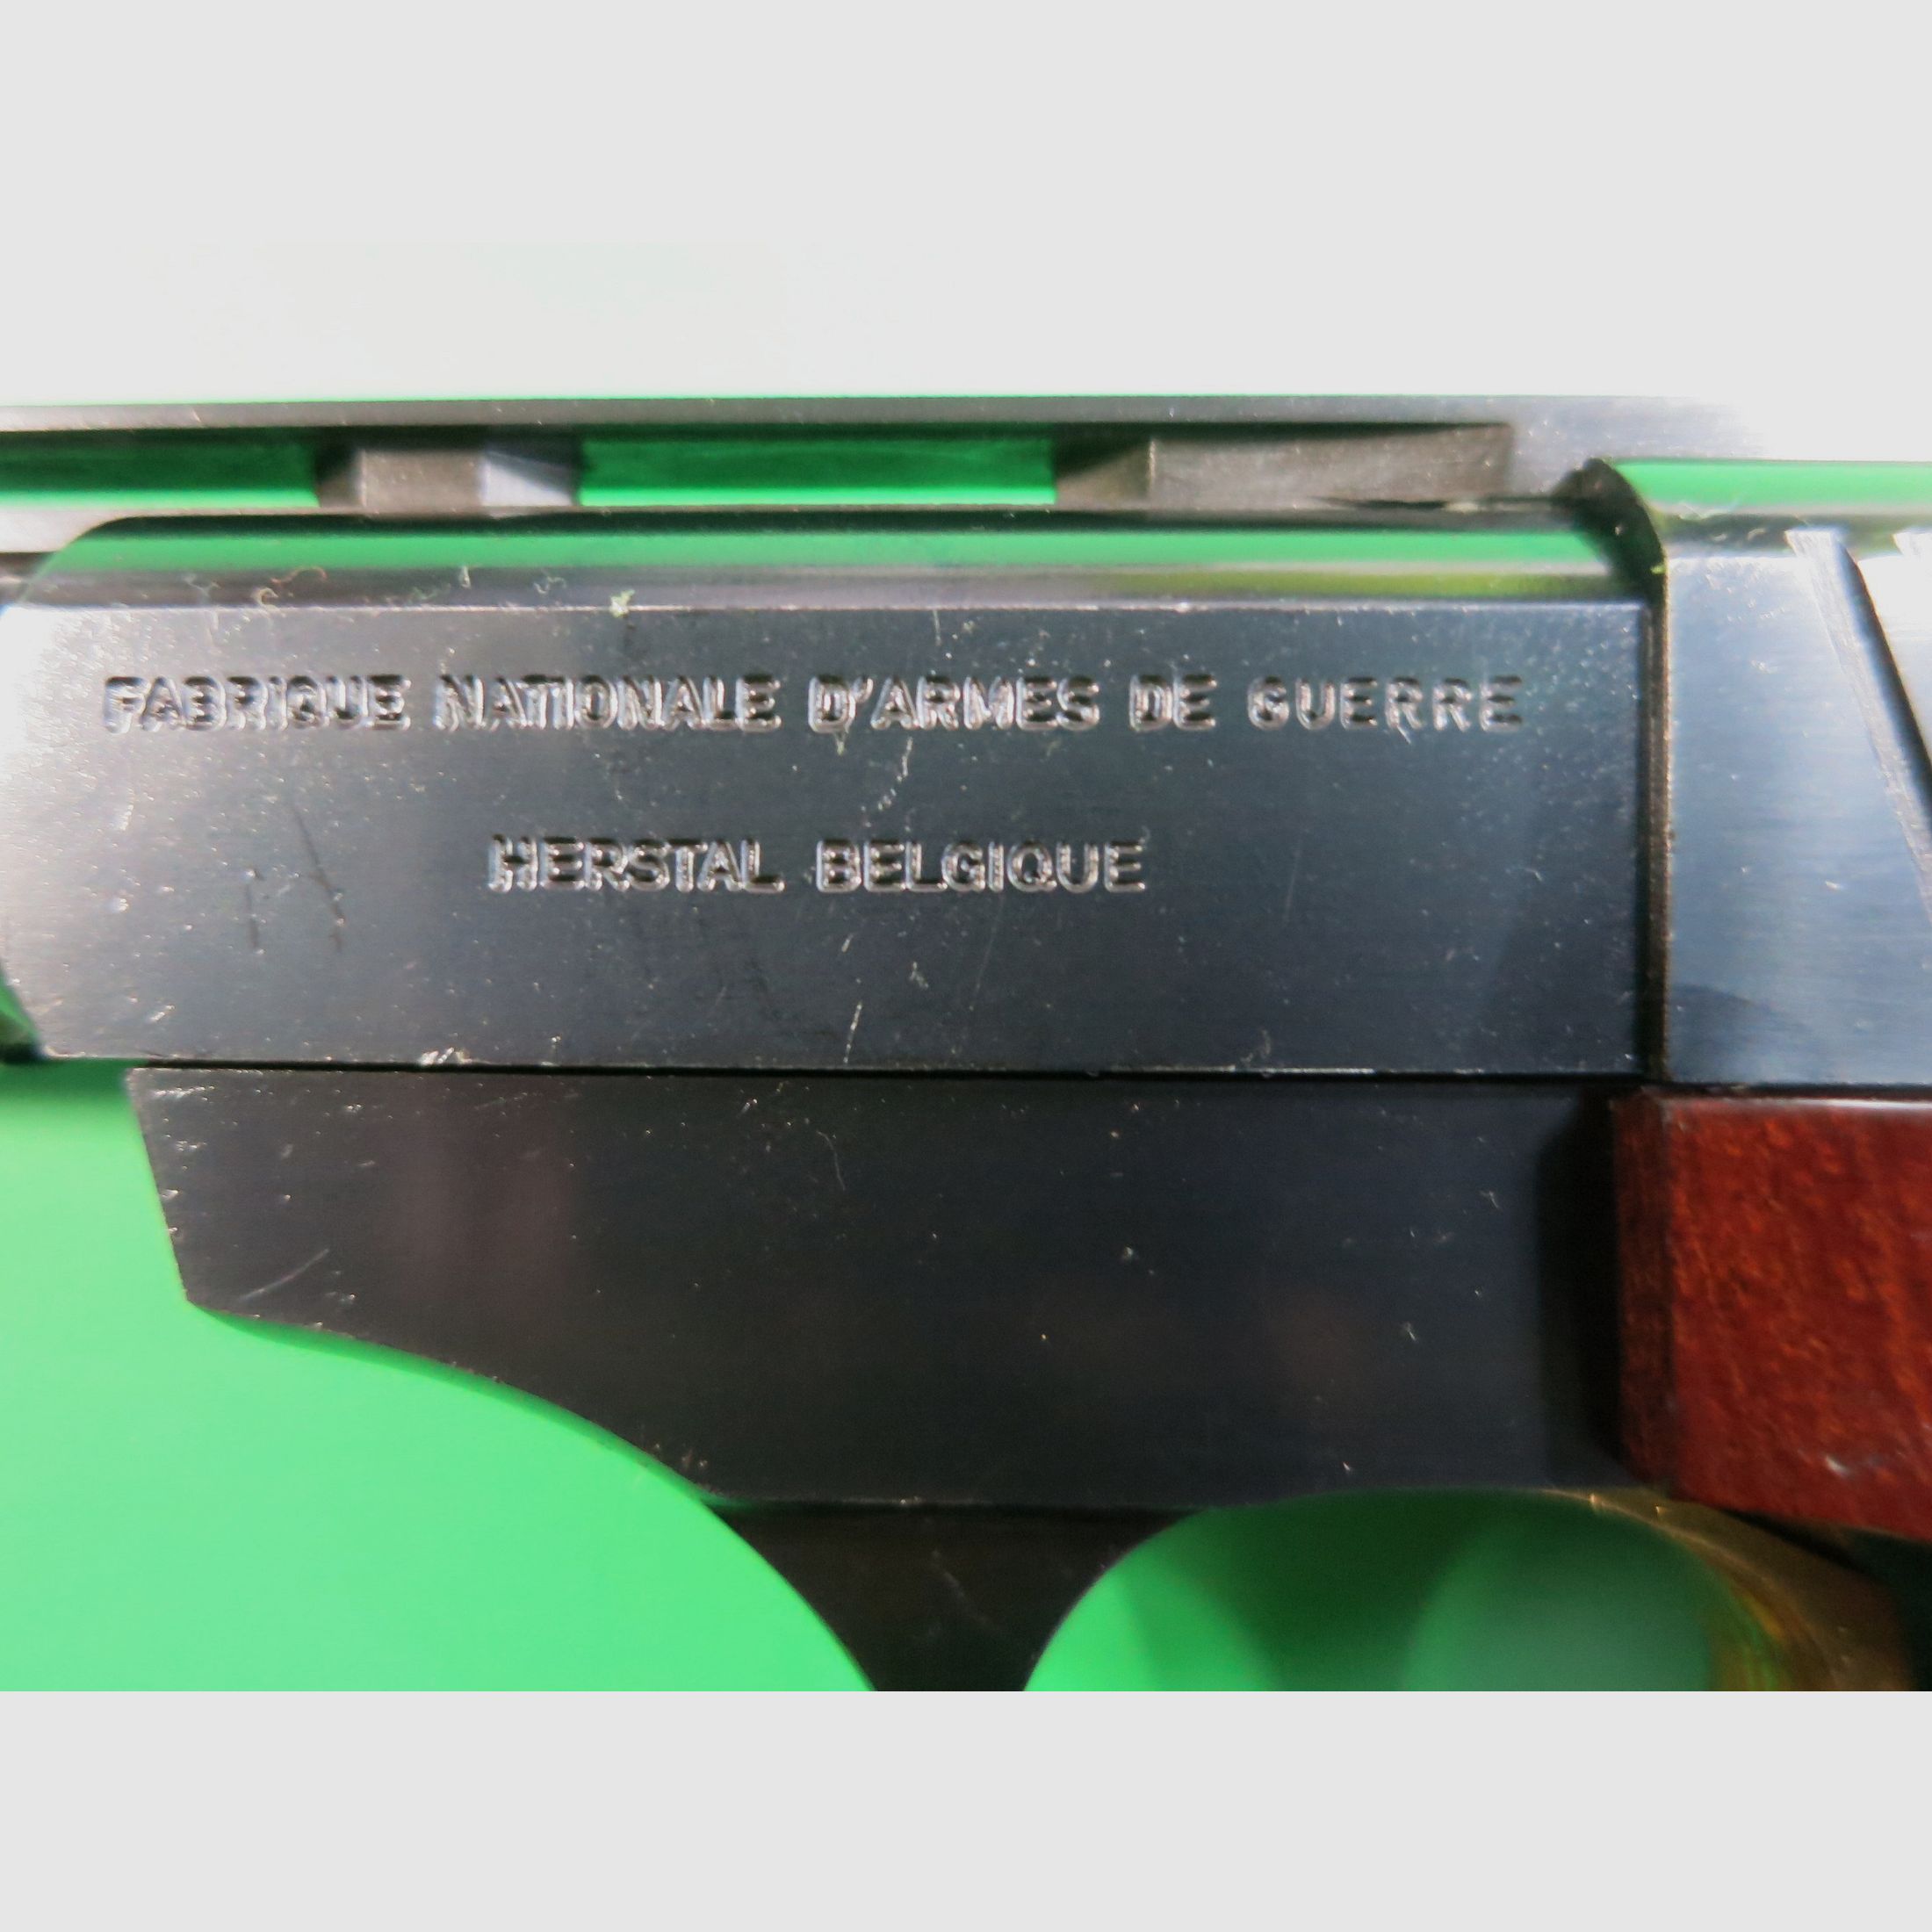 FABRIQUE NATIONALE D'ARMES DE GUERRE
HERSTAL BELGIQUE